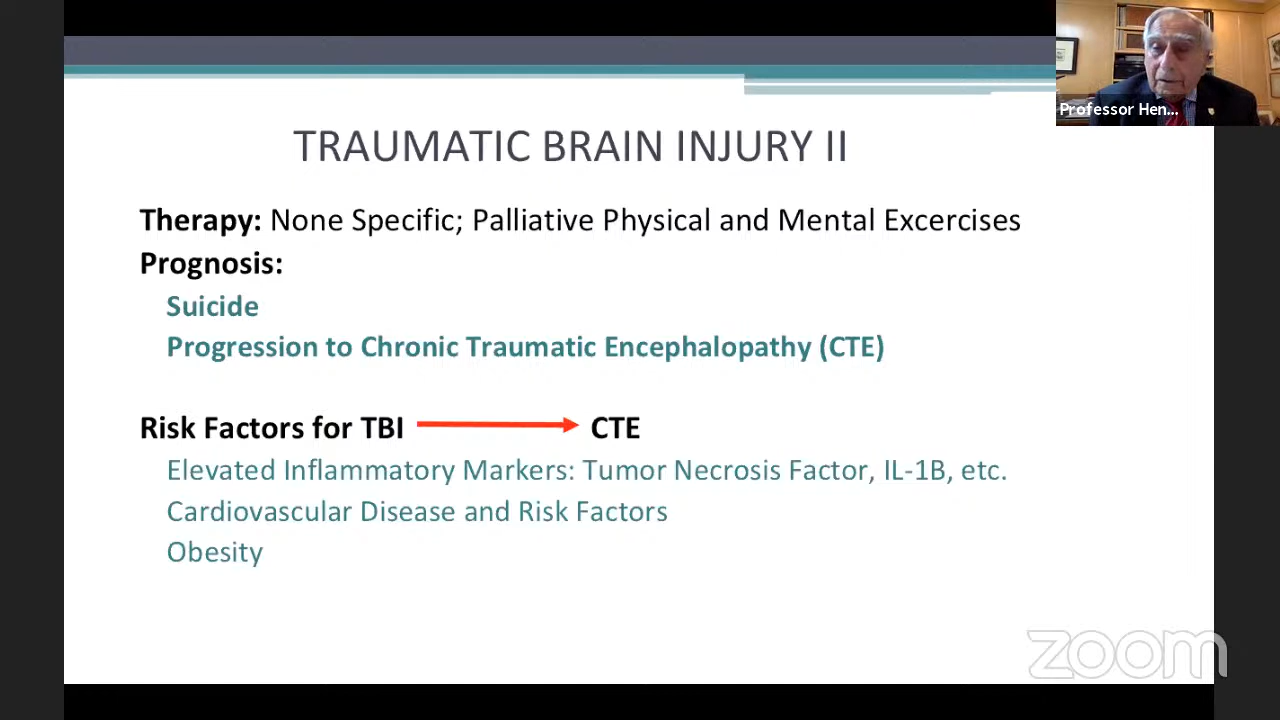 Professor Hen...
TRAUMATIC BRAIN INJURY II
Therapy: None Specific; Palliative Physical and Mental Excercises
Prognosis:
Suicide
Progression to Chronic Traumatic Encephalopathy (CTE)
Risk Factors for TBI CTE
Elevated Inflammatory Markers: Tumor Necrosis Factor, IL-1B, etc.
Cardiovascular Disease and Risk Factors
Obesity
zoom